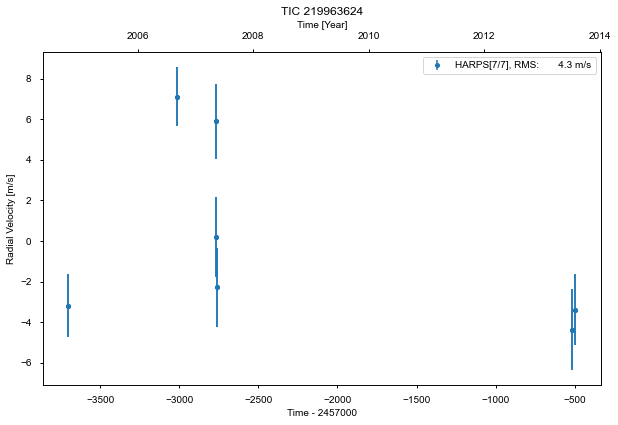 TIC 219963624
Time [Year]
2006 2008 2010 2012 2014
HARPS[7/7], RMS: 4.3 m/s
Radial Velocity [m/s]
8
6
4
2
0
−2
−4
−6
−3500 −3000 −2500 −2000 −1500 −1000 −500
Time - 2457000